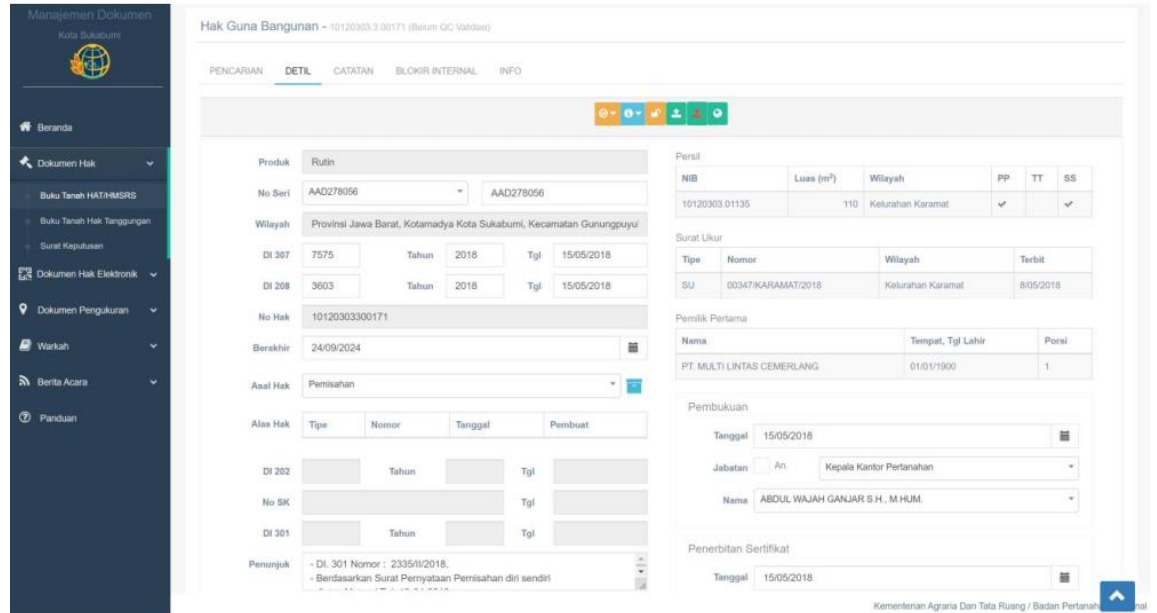 Manajemen Dokumen
Kota Sukabumi
Beranda
Dokumen Hak
Buku Tanah HAT/HMSRS
Buku Tanah Hak Tanggungan
Surat Keputusan
Dokumen Hak Elektronik
Dokumen Pengukuran
Warkah
Berita Acara
Panduan
Hak Guna Bangunan - 10120303.3.00171 (Belum QC Validasi)
PENCARIAN DETIL CATATAN BLOKIR INTERNAL INFO
Produk Rutin
No Seri AAD278056 AAD278056
Wilayah Provinsi Jawa Barat, Kotamadya Kota Sukabumi, Kecamatan Gunungpuyu
DI 307 7575 Tahun 2018 Tgl 15/05/2018
DI 208 3603 Tahun 2018 Tgl 15/05/2018
No Hak 10120303300171
Berakhir 24/09/2024
Asal Hak Pemisahan
Alas Hak Tipe Nomor Tanggal Pembuat
DI 202 Tahun Tgl
No SK Tgl
DI 301 Tahun Tgl
Penunjuk - DI. 301 Nomor : 2335/II/2018.
- Berdasarkan Surat Pernyataan Pemisahan diri sendiri
Persil
NIB Luas (m²) Wilayah PP TT SS
10120303.01135 110 Kelurahan Karamat
Surat Ukur
Tipe Nomor Wilayah Terbit
SU 00347/KARAMAT/2018 Kelurahan Karamat 8/05/2018
Pemilik Pertama
Nama Tempat, Tgl Lahir Porsi
PT. MULTI LINTAS CEMERLANG 01/01/1900 1
Pembukuan
Tanggal 15/05/2018
Jabatan An. Kepala Kantor Pertanahan
Nama ABDUL WAJAH GANJAR S.H., M.HUM.
Penerbitan Sertifikat
Tanggal 15/05/2018
Kementerian Agraria Dan Tata Ruang / Badan Pertanah